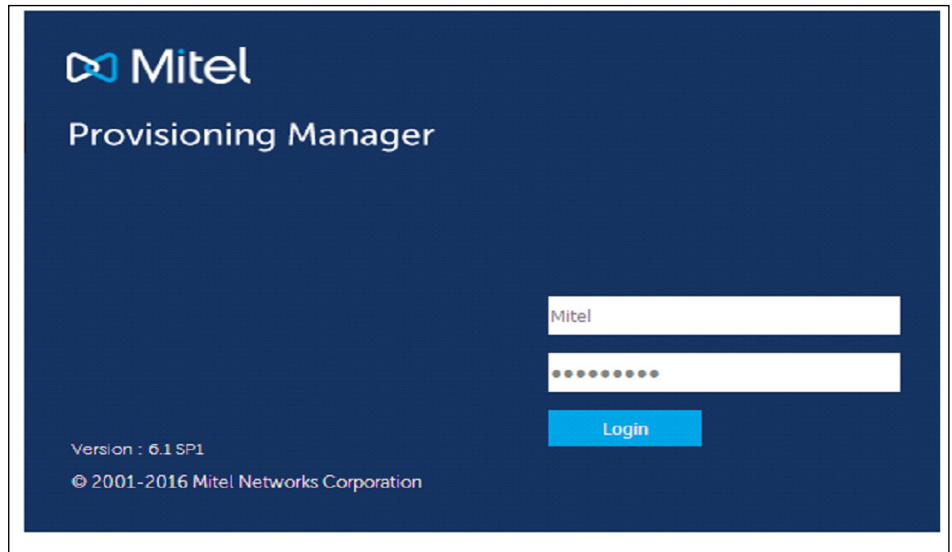 Mitel
Provisioning Manager
Mitel
•••••••••
Login
Version : 6.1 SP1
© 2001-2016 Mitel Networks Corporation